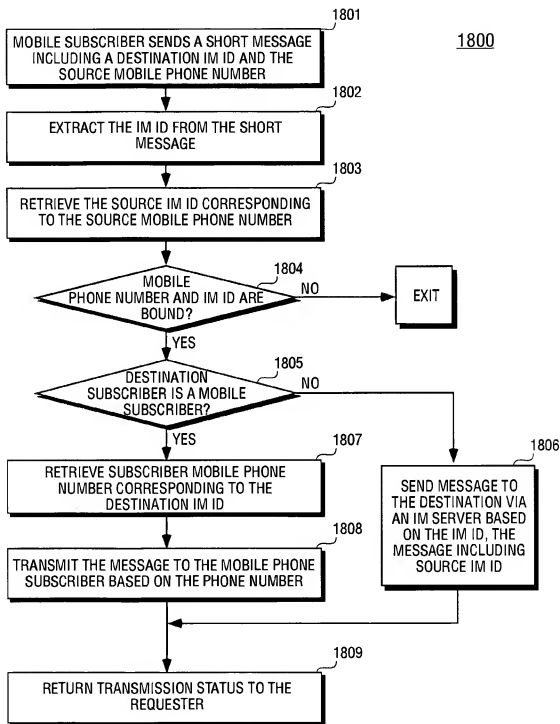 1800
1801
MOBILE SUBSCRIBER SENDS A SHORT MESSAGE
INCLUDING A DESTINATION IM ID AND THE
SOURCE MOBILE PHONE NUMBER
1802
EXTRACT THE IM ID FROM THE SHORT
MESSAGE
1803
RETRIEVE THE SOURCE IM ID CORRESPONDING
TO THE SOURCE MOBILE PHONE NUMBER
1804
MOBILE
PHONE NUMBER AND IM ID ARE
BOUND?
NO
EXIT
YES
1805
DESTINATION
SUBSCRIBER IS A MOBILE
SUBSCRIBER?
NO
YES
1807
RETRIEVE SUBSCRIBER MOBILE PHONE
NUMBER CORRESPONDING TO THE
DESTINATION IM ID
1806
SEND MESSAGE TO
THE DESTINATION VIA
AN IM SERVER BASED
ON THE IM ID, THE
MESSAGE INCLUDING
SOURCE IM ID
1808
TRANSMIT THE MESSAGE TO THE MOBILE PHONE
SUBSCRIBER BASED ON THE PHONE NUMBER
1809
RETURN TRANSMISSION STATUS TO THE
REQUESTER